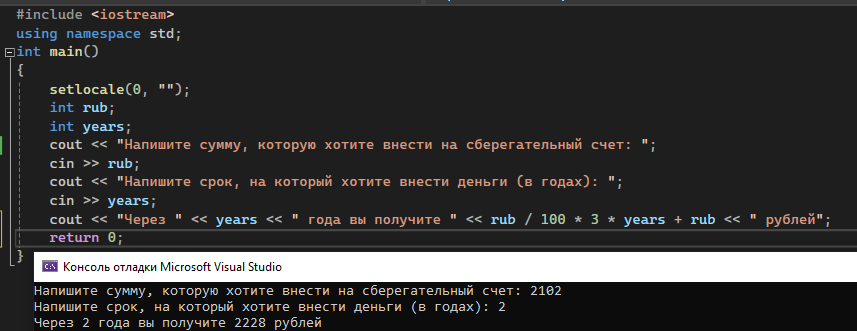 #include <iostream>
using namespace std;
int main()
{
setlocale(0, "");
int rub;
int years;
cout << "Напишите сумму, которую хотите внести на сберегательный счет: ";
cin >> rub;
cout << "Напишите срок, на который хотите внести деньги (в годах): ";
cin >> years;
cout << "Через " << years << " года вы получите " << rub / 100 * 3 * years + rub << " рублей";
return 0;
}
Консоль отладки Microsoft Visual Studio
Напишите сумму, которую хотите внести на сберегательный счет: 2102
Напишите срок, на который хотите внести деньги (в годах): 2
Через 2 года вы получите 2228 рублей